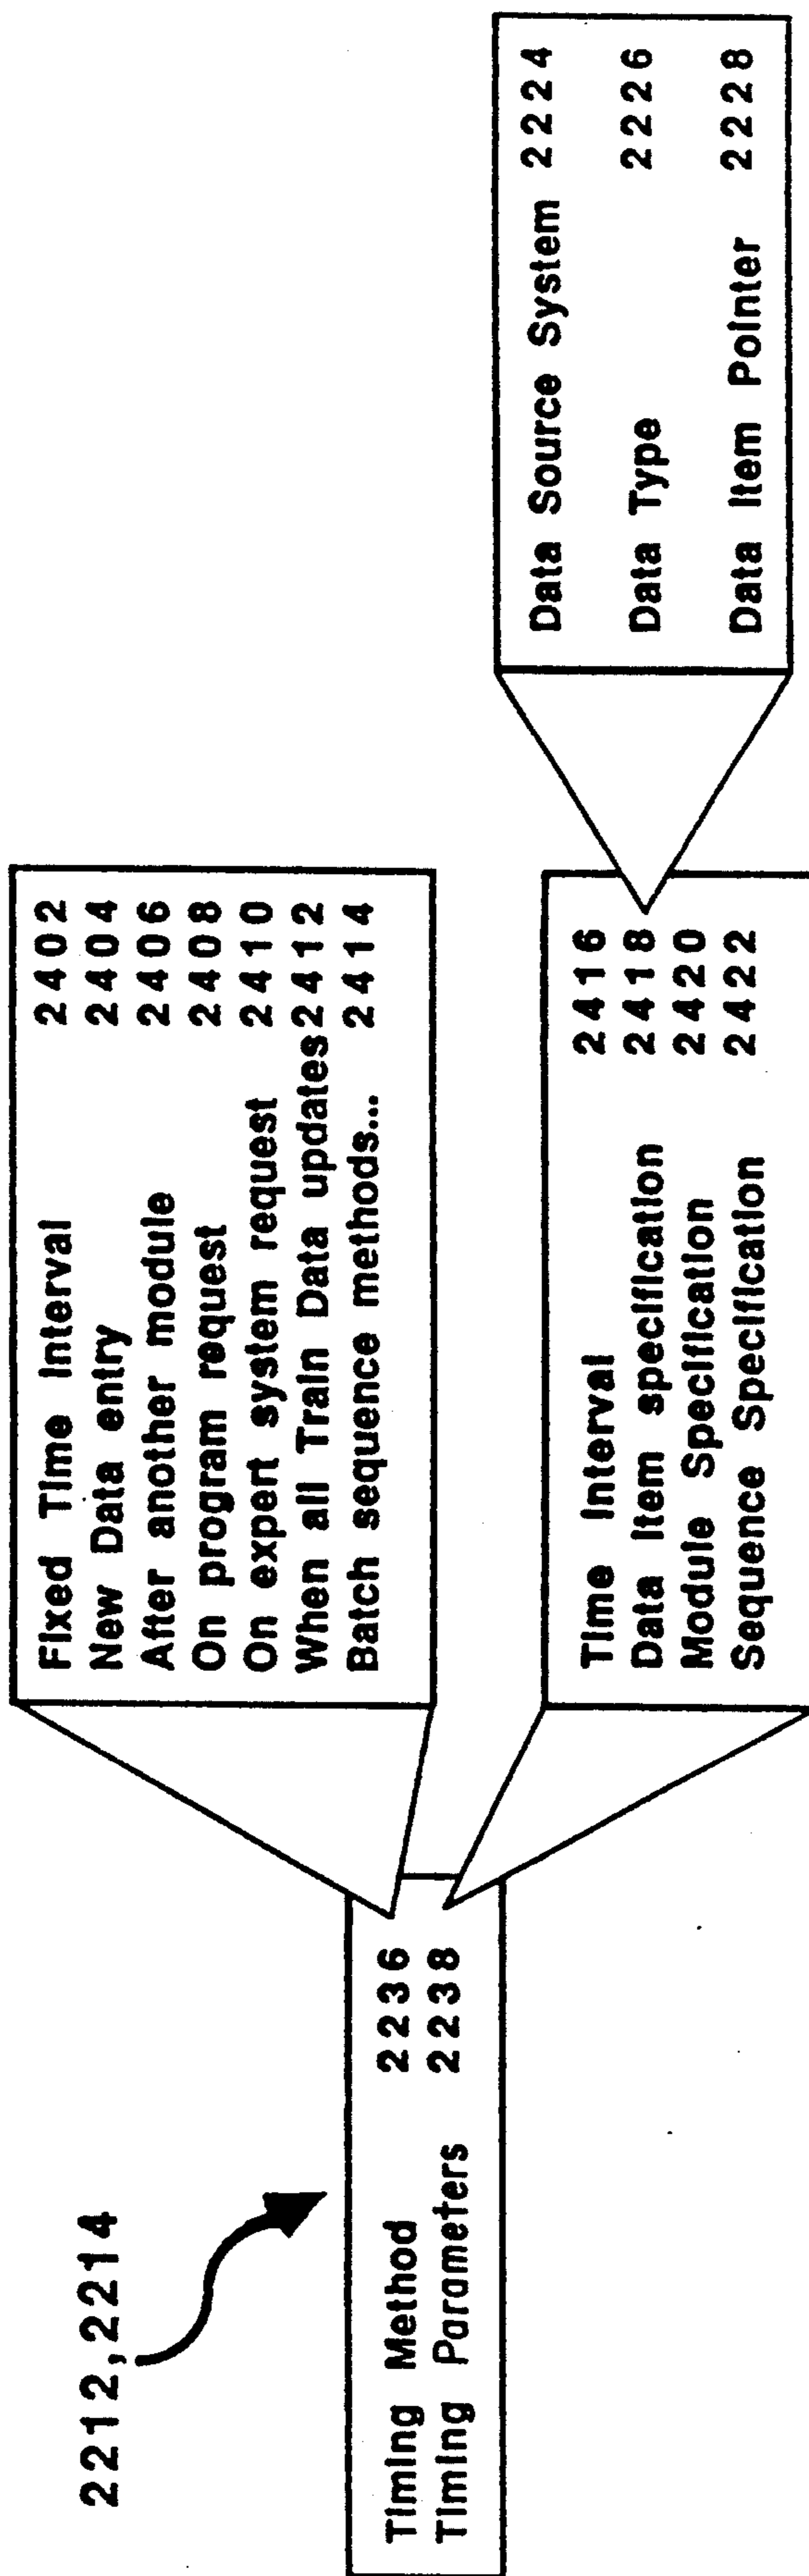 2212,2214
Timing Method 2236
Timing Parameters 2238
Fixed Time Interval 2402
New Data entry 2404
After another module 2406
On program request 2408
On expert system request 2410
When all Train Data updates 2412
Batch sequence methods... 2414
Time Interval 2416
Data Item specification 2418
Module Specification 2420
Sequence Specification 2422
Data Source System 2224
Data Type 2226
Data Item Pointer 2228